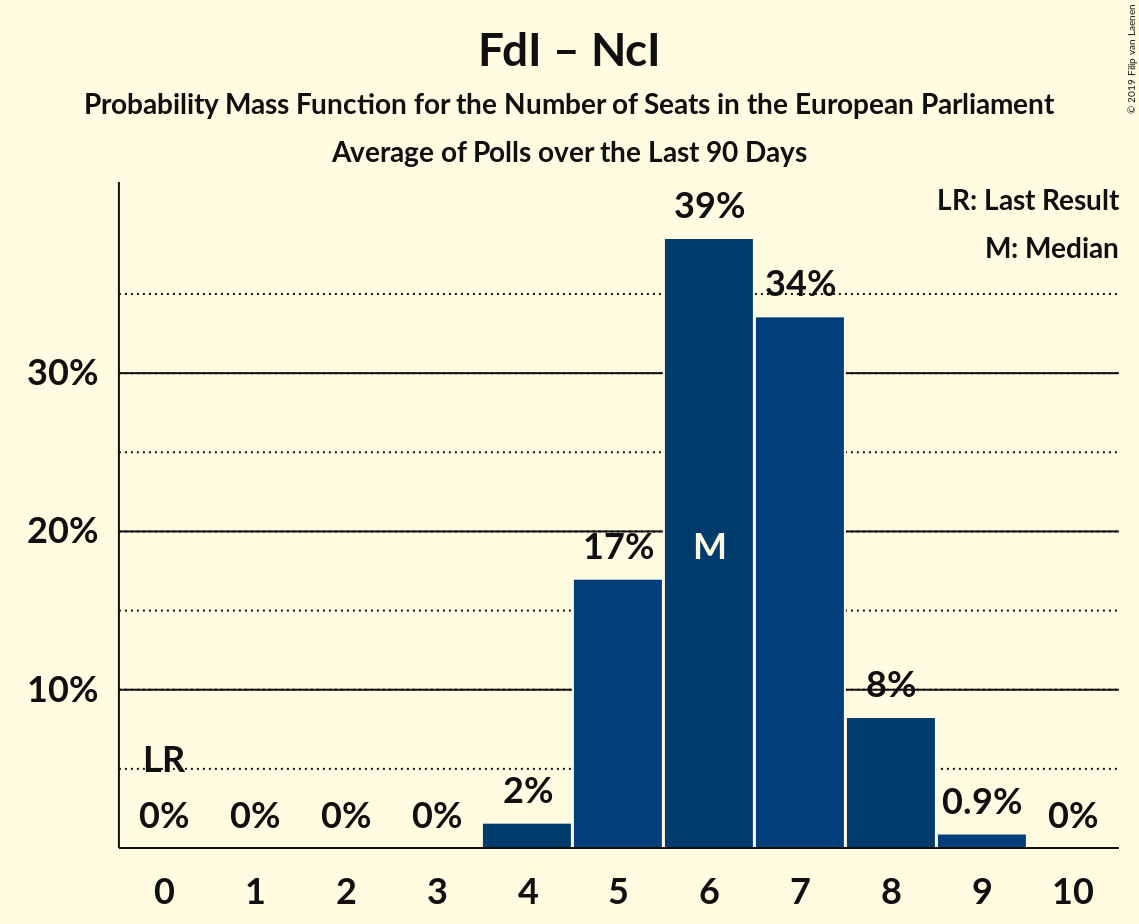 FdI – NcI
Probability Mass Function for the Number of Seats in the European Parliament
Average of Polls over the Last 90 Days
© 2019 Filip van Laenen
LR: Last Result
M: Median
39%
34%
30%
20%
17%
M
10%
8%
LR
2%
0.9%
0%
0%
0%
0%
0%
0 1 2 3 4 5 6 7 8 9 10